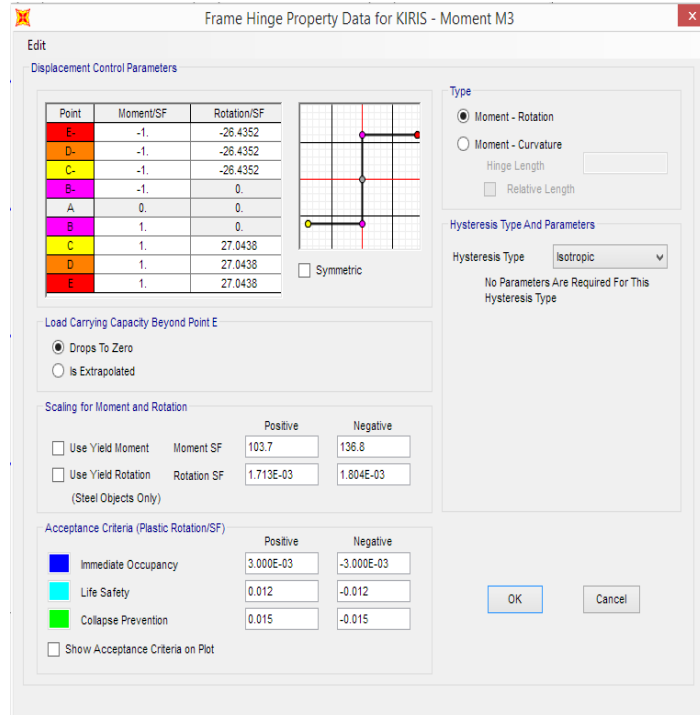 Frame Hinge Property Data for KIRIS - Moment M3
x
Edit
Displacement Control Parameters
Point Moment/SF Rotation/SF
E- -1. -26.4352
D- -1. -26.4352
C- -1. -26.4352
B- -1. 0.
A 0. 0.
B 1. 0.
C 1. 27.0438
D 1. 27.0438
E 1. 27.0438
Symmetric
Load Carrying Capacity Beyond Point E
Drops To Zero
Is Extrapolated
Scaling for Moment and Rotation
Positive Negative
Use Yield Moment Moment SF 103.7 136.8
Use Yield Rotation Rotation SF 1.713E-03 1.804E-03
(Steel Objects Only)
Acceptance Criteria (Plastic Rotation/SF)
Positive Negative
Immediate Occupancy 3.000E-03 -3.000E-03
Life Safety 0.012 -0.012
Collapse Prevention 0.015 -0.015
Show Acceptance Criteria on Plot
Type
Moment - Rotation
Moment - Curvature
Hinge Length
Relative Length
Hysteresis Type And Parameters
Hysteresis Type Isotropic
No Parameters Are Required For This
Hysteresis Type
OK Cancel